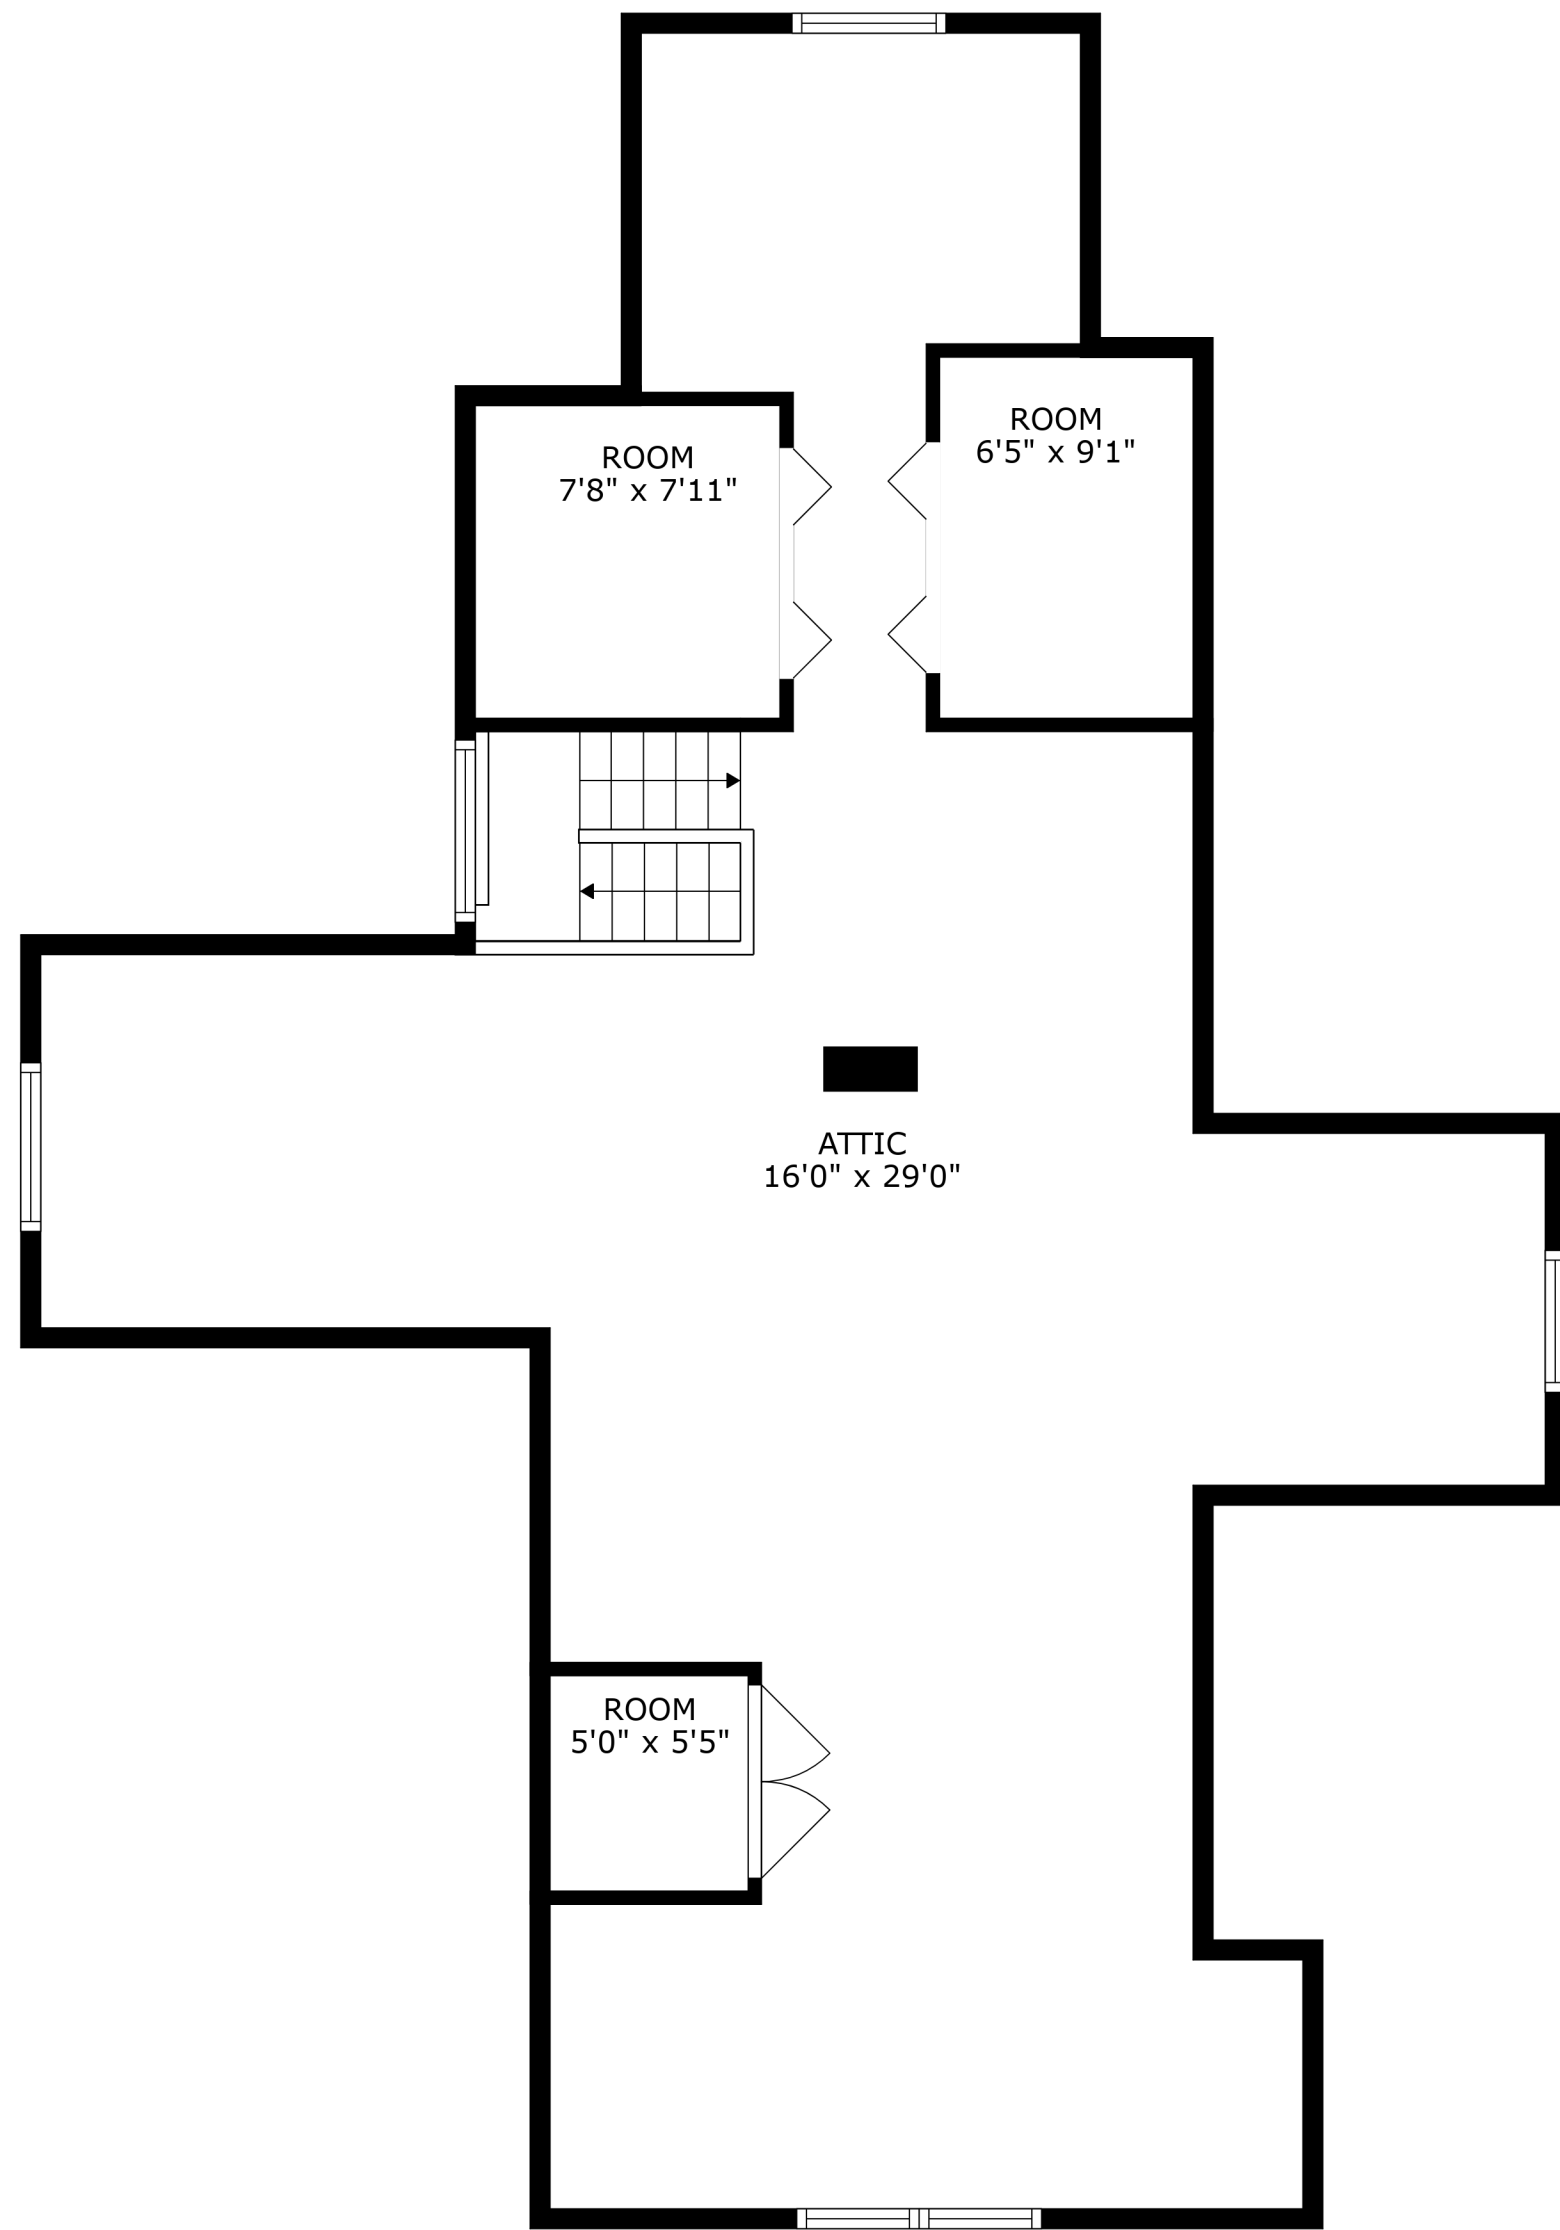 ROOM
6'5" x 9'1"
ROOM
7'8" x 7'11"
ATTIC
16'0" x 29'0"
ROOM
5'0" x 5'5"